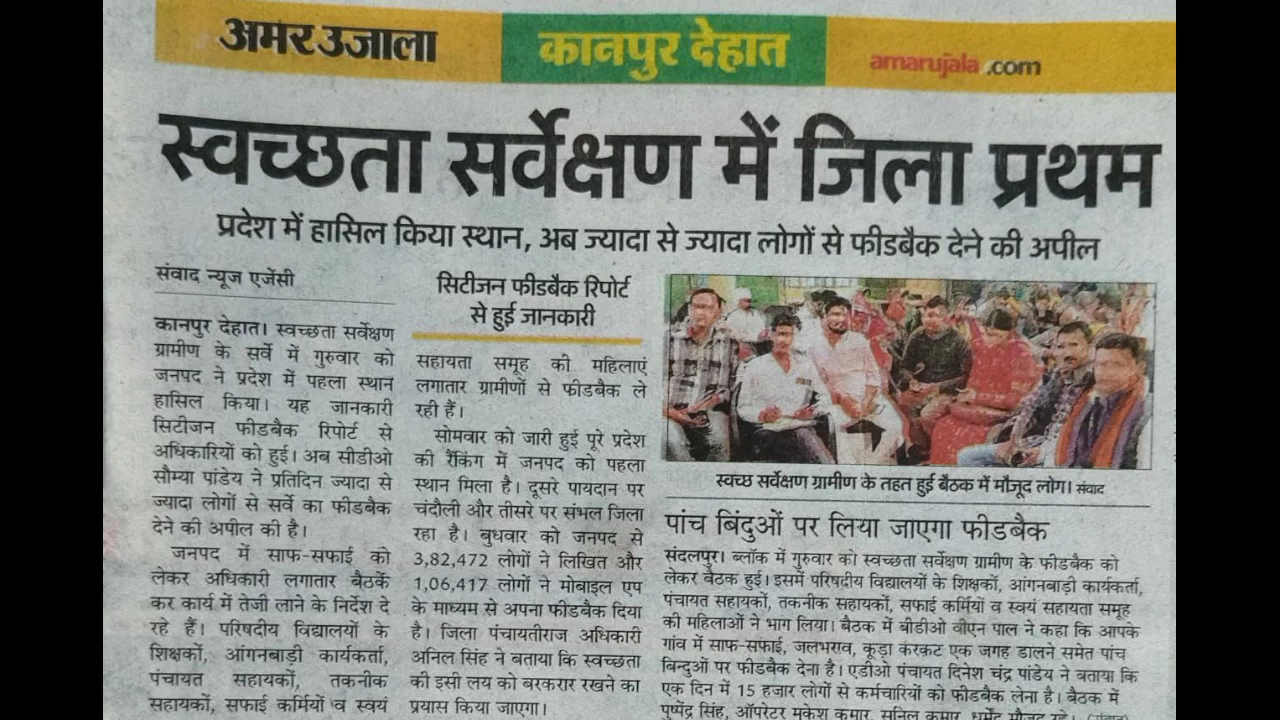 अमर उजाला
कानपुर देहात
amarujala.com
स्वच्छता सर्वेक्षण में जिला प्रथम
प्रदेश में हासिल किया स्थान, अब ज्यादा से ज्यादा लोगों से फीडबैक देने की अपील
संवाद न्यूज एजेंसी
कानपुर देहात। स्वच्छता सर्वेक्षण
ग्रामीण के सर्वे में गुरुवार को
जनपद ने प्रदेश में पहला स्थान
हासिल किया। यह जानकारी
सिटीजन फीडबैक रिपोर्ट से
अधिकारियों को हुई। अब सीडीओ
सौम्या पांडेय ने प्रतिदिन ज्यादा से
ज्यादा लोगों से सर्वे का फीडबैक
देने की अपील की है।
जनपद में साफ-सफाई को
लेकर अधिकारी लगातार बैठकें
कर कार्य में तेजी लाने के निर्देश दे
रहे हैं। परिषदीय विद्यालयों के
शिक्षकों, आंगनबाड़ी कार्यकर्ता,
पंचायत सहायकों, तकनीक
सहायकों, सफाई कर्मियों व स्वयं
सिटीजन फीडबैक रिपोर्ट
से हुई जानकारी
सहायता समूह की महिलाएं
लगातार ग्रामीणों से फीडबैक ले
रही हैं।
सोमवार को जारी हुई पूरे प्रदेश
की रैंकिंग में जनपद को पहला
स्थान मिला है। दूसरे पायदान पर
चंदौली और तीसरे पर संभल जिला
रहा है। बुधवार को जनपद से
3,82,472 लोगों ने लिखित और
1,06,417 लोगों ने मोबाइल एप
के माध्यम से अपना फीडबैक दिया
है। जिला पंचायतीराज अधिकारी
अनिल सिंह ने बताया कि स्वच्छता
की इसी लय को बरकरार रखने का
प्रयास किया जाएगा।
स्वच्छ सर्वेक्षण ग्रामीण के तहत हुई बैठक में मौजूद लोग। संवाद
पांच बिंदुओं पर लिया जाएगा फीडबैक
संदलपुर। ब्लॉक में गुरुवार को स्वच्छता सर्वेक्षण ग्रामीण के फीडबैक को
लेकर बैठक हुई। इसमें परिषदीय विद्यालयों के शिक्षकों, आंगनबाड़ी कार्यकर्ता,
पंचायत सहायकों, तकनीक सहायकों, सफाई कर्मियों व स्वयं सहायता समूह
की महिलाओं ने भाग लिया। बैठक में बीडीओ वीएन पाल ने कहा कि आपके
गांव में साफ-सफाई, जलभराव, कूड़ा करकट एक जगह डालने समेत पांच
बिन्दुओं पर फीडबैक देना है। एडीओ पंचायत दिनेश चंद्र पांडेय ने बताया कि
एक दिन में 15 हजार लोगों से कर्मचारियों को फीडबैक लेना है। बैठक में
पुष्पेंद्र सिंह, ऑपरेटर मुकेश कुमार, सुनिल कुमार, धर्मेंद्र मौजूद रहे। (संवाद)